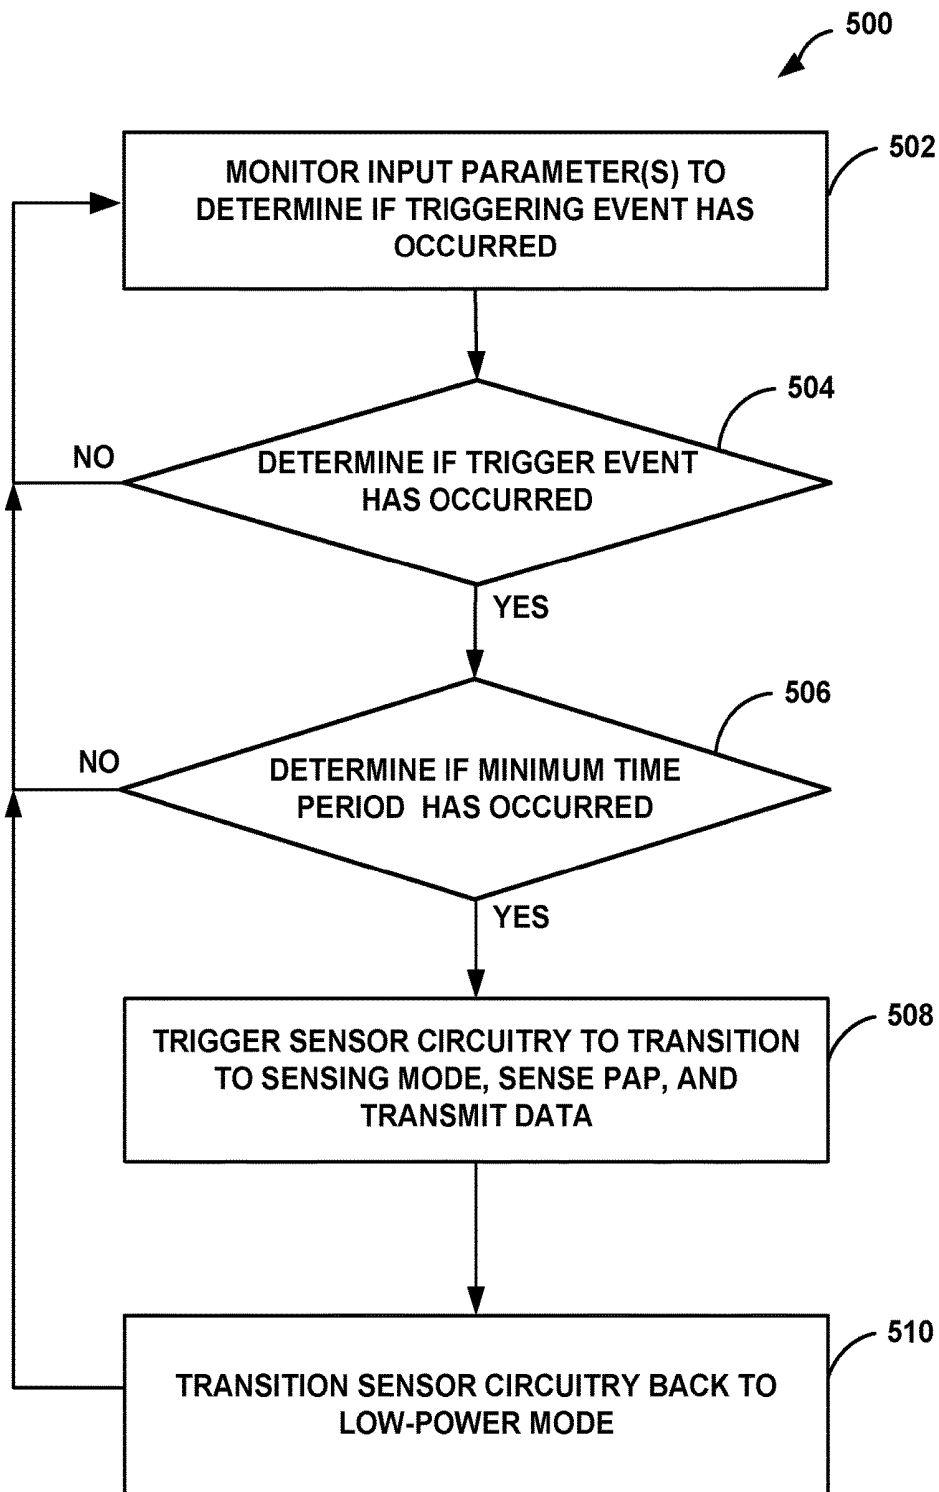 500
502
MONITOR INPUT PARAMETER(S) TO
DETERMINE IF TRIGGERING EVENT HAS
OCCURRED
504
NO
DETERMINE IF TRIGGER EVENT
HAS OCCURRED
YES
506
NO
DETERMINE IF MINIMUM TIME
PERIOD HAS OCCURRED
YES
508
TRIGGER SENSOR CIRCUITRY TO TRANSITION
TO SENSING MODE, SENSE PAP, AND
TRANSMIT DATA
510
TRANSITION SENSOR CIRCUITRY BACK TO
LOW-POWER MODE